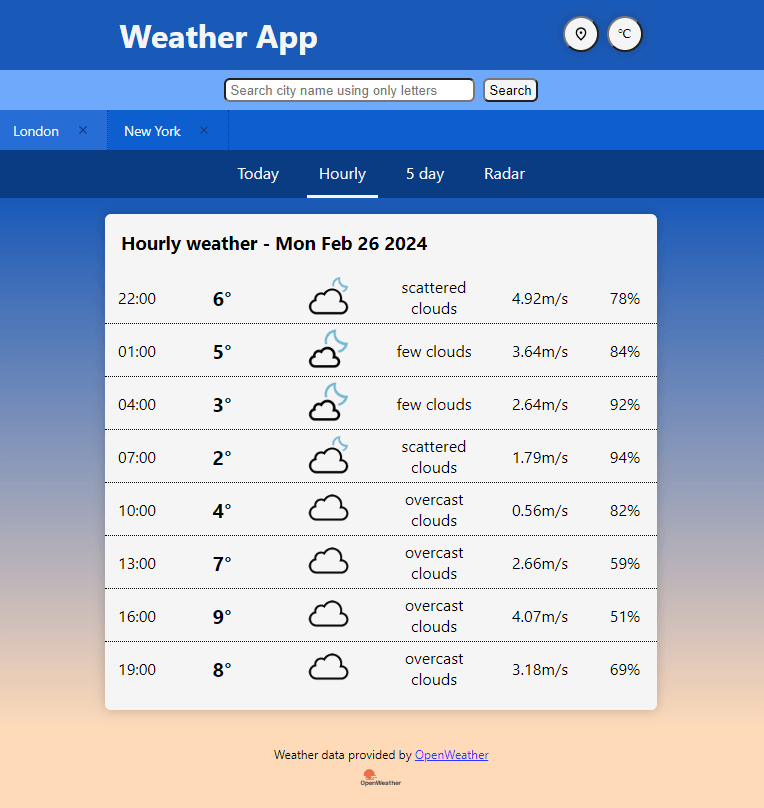 Weather App
°C
Search city name using only letters
Search
London ×
New York ×
Today Hourly 5 day Radar
Hourly weather - Mon Feb 26 2024
22:00 6° scattered clouds 4.92m/s 78%
01:00 5° few clouds 3.64m/s 84%
04:00 3° few clouds 2.64m/s 92%
07:00 2° scattered clouds 1.79m/s 94%
10:00 4° overcast clouds 0.56m/s 82%
13:00 7° overcast clouds 2.66m/s 59%
16:00 9° overcast clouds 4.07m/s 51%
19:00 8° overcast clouds 3.18m/s 69%
Weather data provided by OpenWeather
OpenWeather